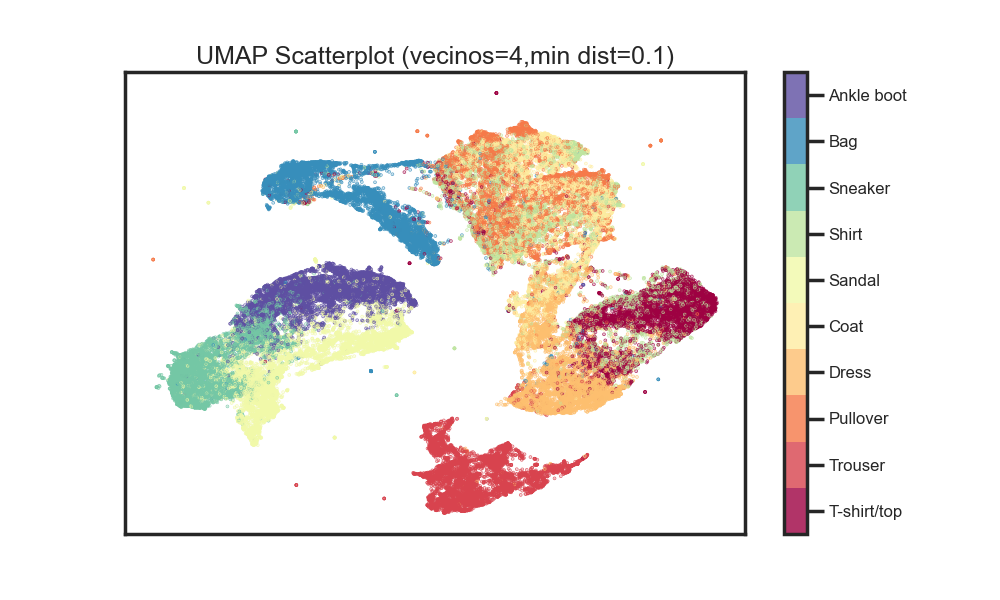 UMAP Scatterplot (vecinos=4,min dist=0.1)
Ankle boot
Bag
Sneaker
Shirt
Sandal
Coat
Dress
Pullover
Trouser
T-shirt/top